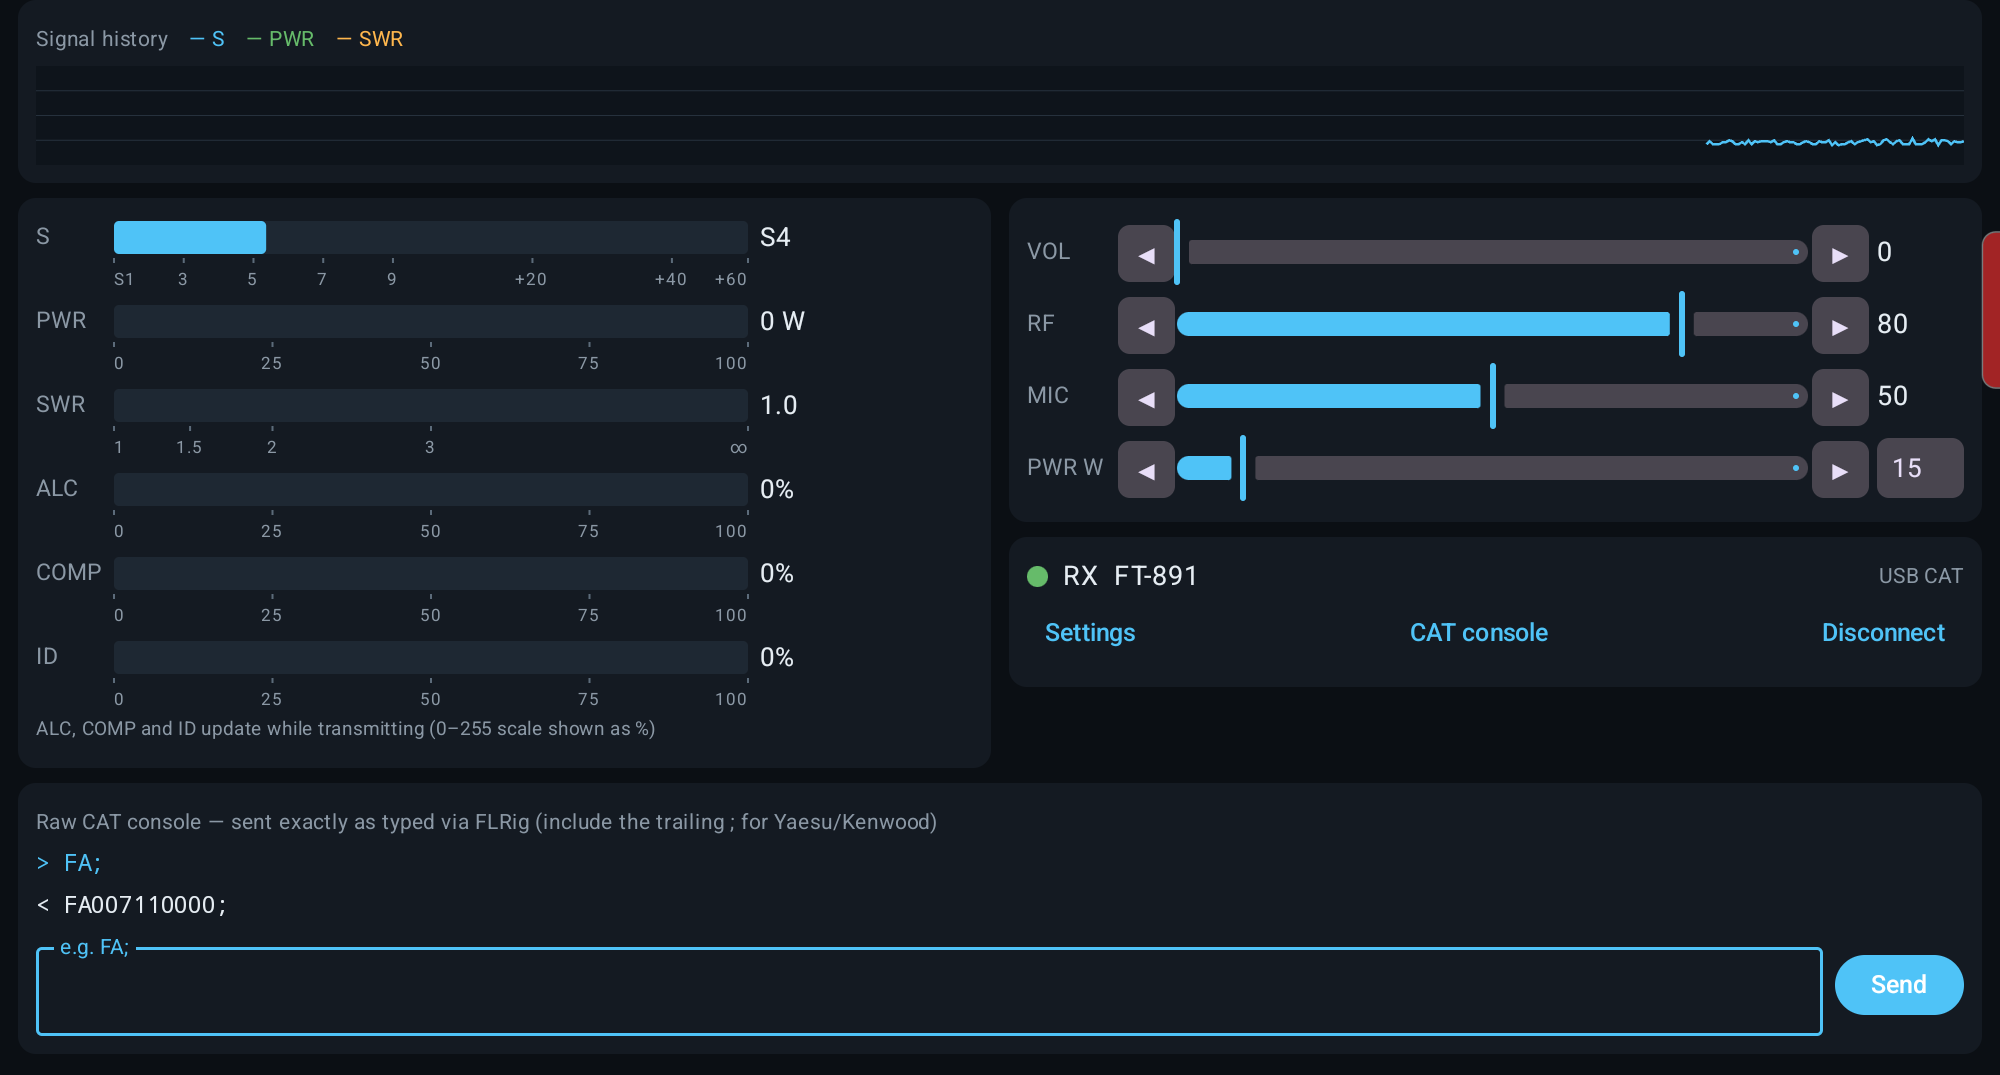 Signal history — S — PWR — SWR
S S4
S1 3 5 7 9 +20 +40 +60
PWR 0 W
0 25 50 75 100
SWR 1.0
1 1.5 2 3 ∞
ALC 0%
0 25 50 75 100
COMP 0%
0 25 50 75 100
ID 0%
0 25 50 75 100
ALC, COMP and ID update while transmitting (0–255 scale shown as %)
VOL ◀ ▶ 0
RF ◀ ▶ 80
MIC ◀ ▶ 50
PWR W ◀ ▶ 15
RX FT-891 USB CAT
Settings CAT console Disconnect
Raw CAT console — sent exactly as typed via FLRig (include the trailing ; for Yaesu/Kenwood)
> FA;
< FA007110000;
e.g. FA;
Send